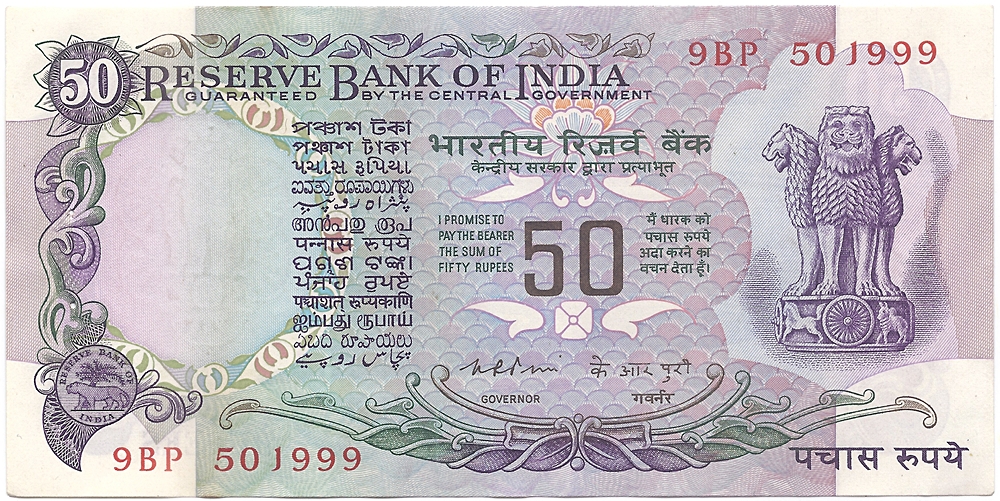 9BP 501999
50
RESERVE BANK OF INDIA
GUARANTEED BY THE CENTRAL GOVERNMENT
भारतीय रिज़र्व बैंक
केन्द्रीय सरकार द्वारा प्रत्याभूत
পঞ্চাশ টকা
পঞ্চাশ টাকা
પચાસ રૂપિયા
ಐವತ್ತು ರೂಪಾಯಿಗಳು
അൻപതു രൂപ
पन्नास रुपये
ପଚାଶ ଟଙ୍କା
ਪੰਜਾਹ ਰੁਪਏ
पञ्चाशत् रूप्यकाणि
ஐம்பது ரூபாய்
ఏబది రూపాయలు
پچاس روپیے
I PROMISE TO
PAY THE BEARER
THE SUM OF
FIFTY RUPEES
50
मैं धारक को
पचास रुपये
अदा करने का
वचन देता हूँ।
के आर पुरी
GOVERNOR
गवर्नर
RESERVE BANK OF
INDIA
9BP 501999
पचास रुपये